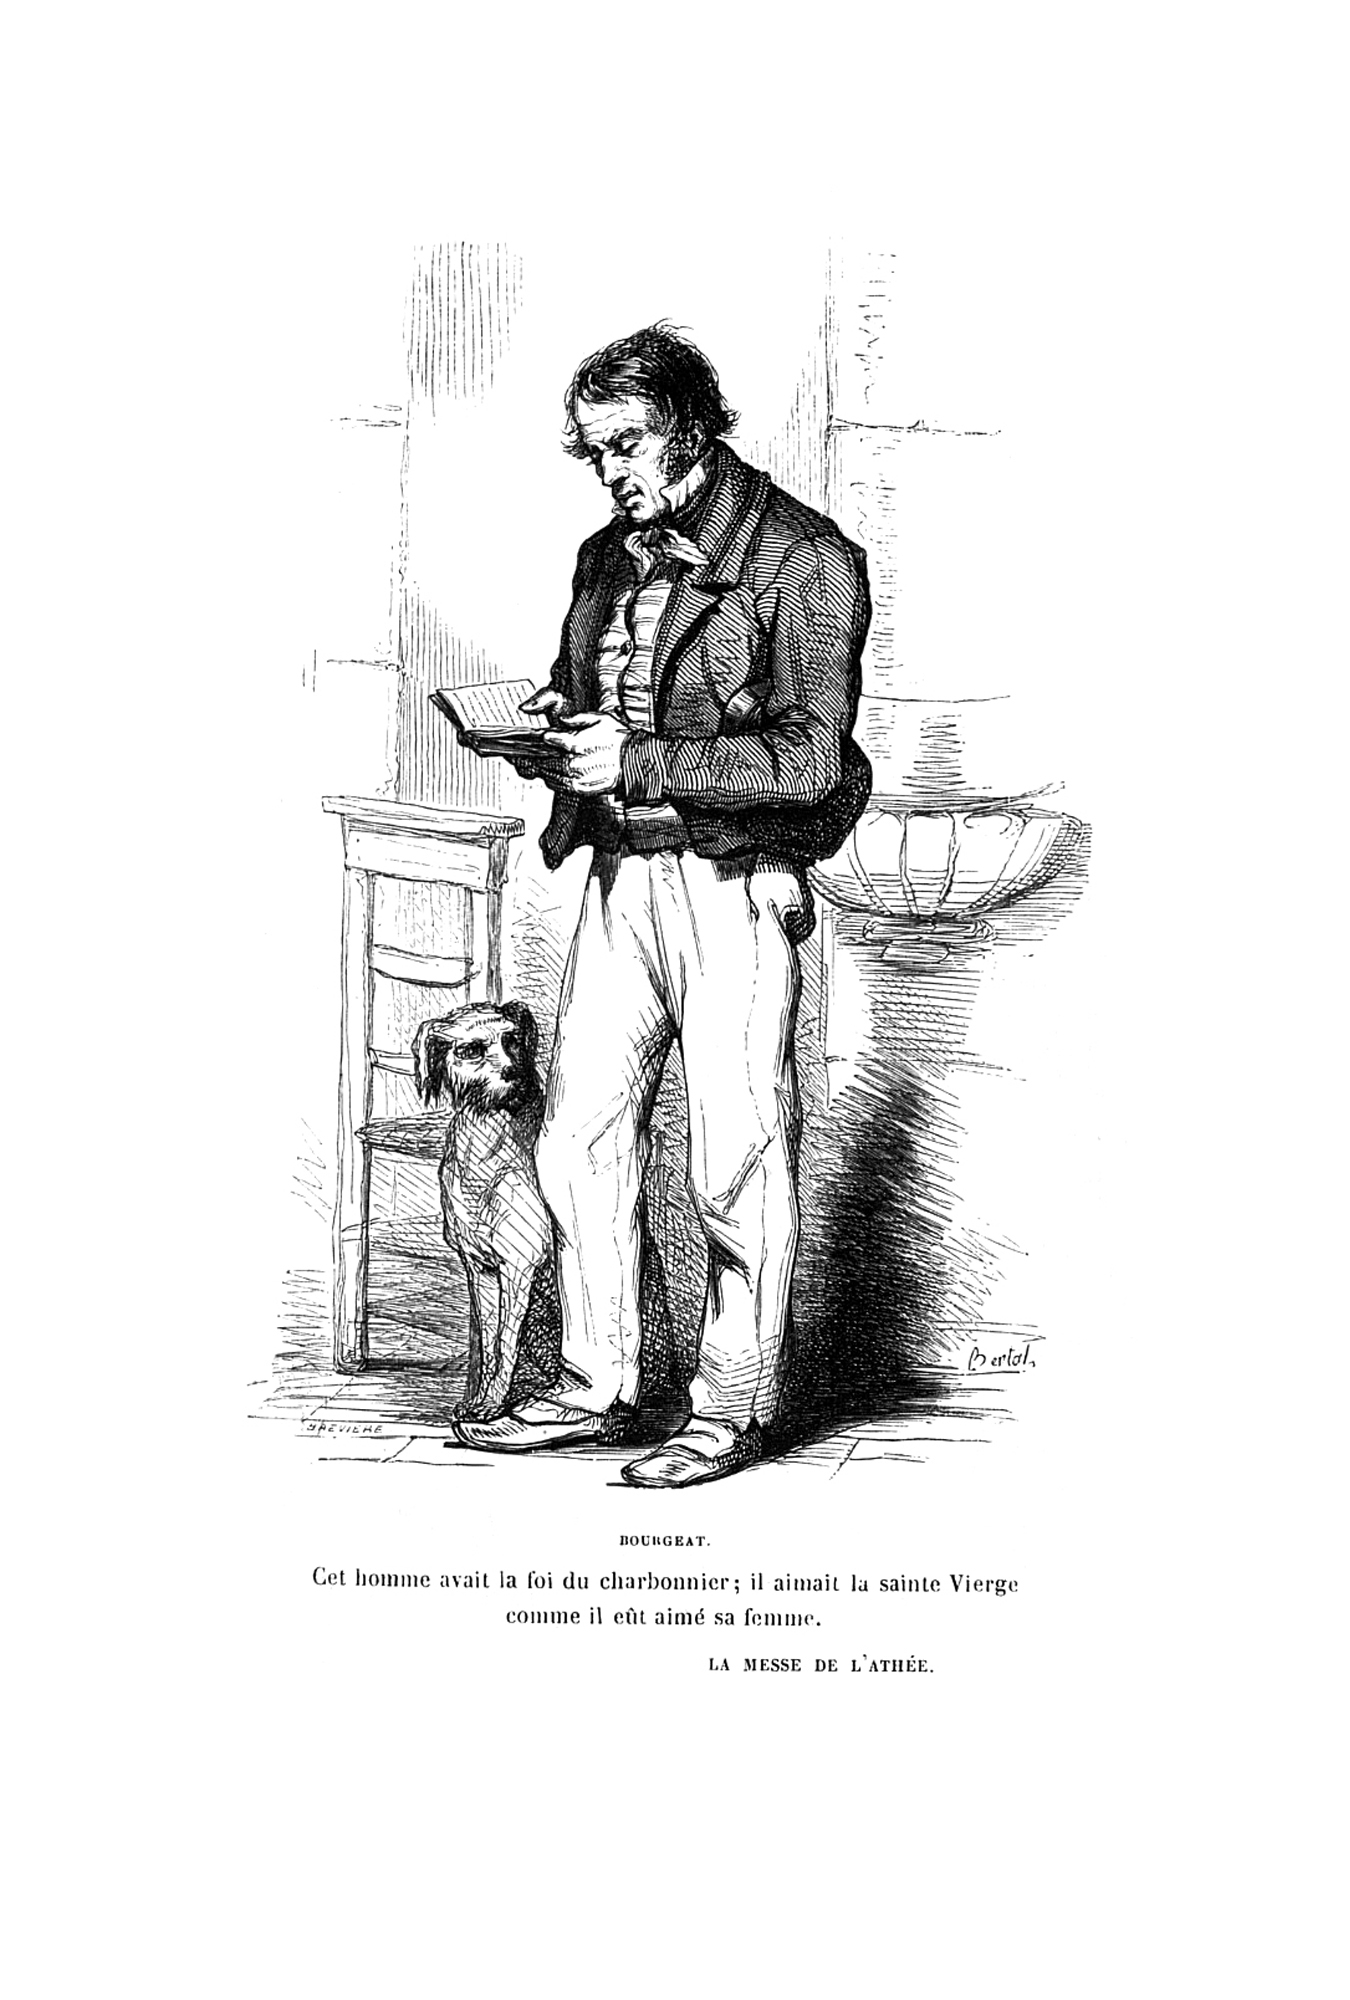 Bertal
BREVIERE
BOURGEAT.
Cet homme avait la foi du charbonnier; il aimait la sainte Vierge
comme il eût aimé sa femme.
LA MESSE DE L'ATHÉE.